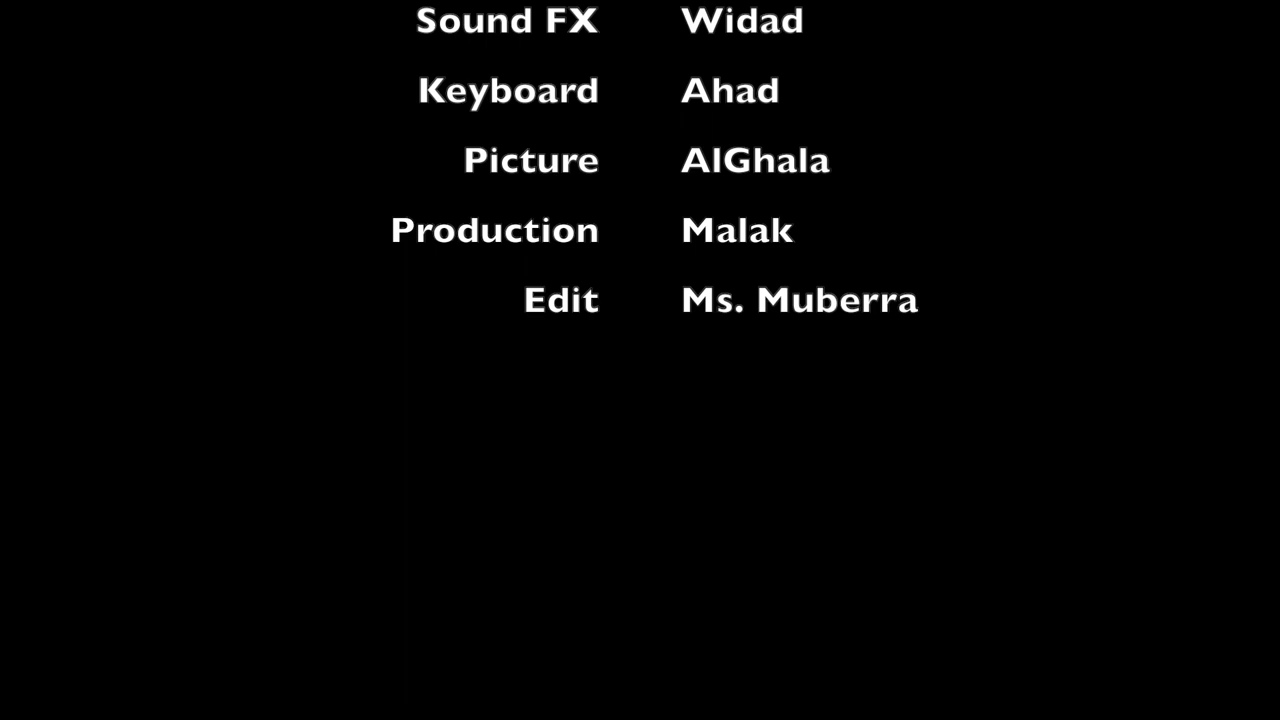 Sound FX Widad
Keyboard Ahad
Picture AlGhala
Production Malak
Edit Ms. Muberra